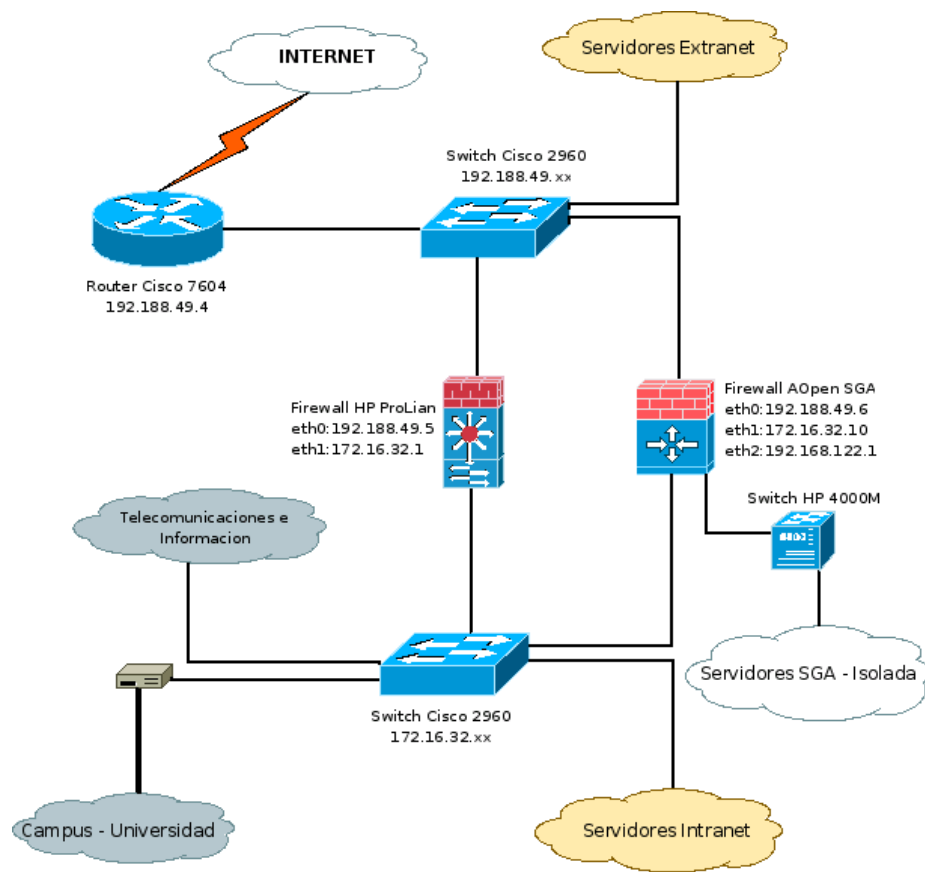 INTERNET
Servidores Extranet
Switch Cisco 2960
192.188.49.xx
Router Cisco 7604
192.188.49.4
Firewall HP ProLian
eth0:192.188.49.5
eth1:172.16.32.1
Firewall AOpen SGA
eth0:192.188.49.6
eth1:172.16.32.10
eth2:192.168.122.1
Switch HP 4000M
Telecomunicaciones e
Informacion
Servidores SGA - Isolada
Switch Cisco 2960
172.16.32.xx
Campus - Universidad
Servidores Intranet